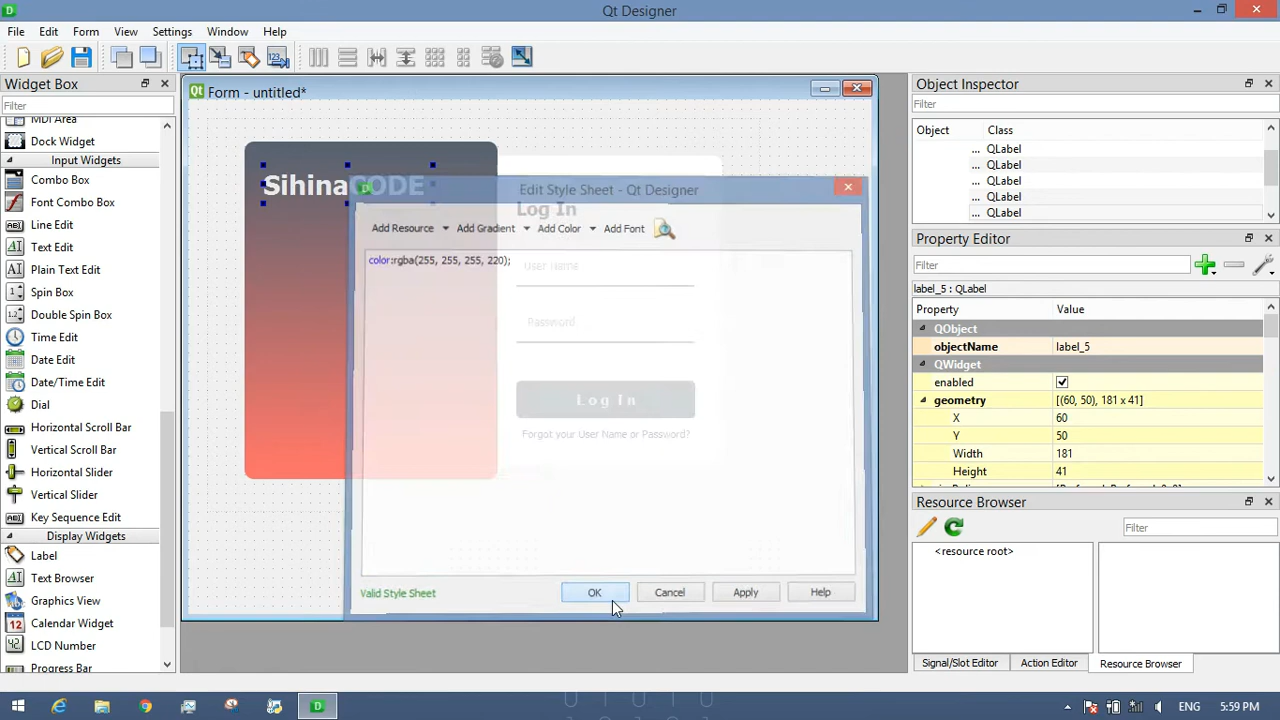 Qt Designer
File Edit Form View Settings Window Help
Widget Box
Filter
MDI Area
Dock Widget
Input Widgets
Combo Box
Font Combo Box
Line Edit
Text Edit
Plain Text Edit
Spin Box
Double Spin Box
Time Edit
Date Edit
Date/Time Edit
Dial
Horizontal Scroll Bar
Vertical Scroll Bar
Horizontal Slider
Vertical Slider
Key Sequence Edit
Display Widgets
Label
Text Browser
Graphics View
Calendar Widget
LCD Number
Progress Bar
Form - untitled*
SihinaCODE
Log In
User Name
Password
Log In
Forgot your User Name or Password?
Edit Style Sheet - Qt Designer
Add Resource Add Gradient Add Color Add Font
color:rgba(255, 255, 255, 220);
Valid Style Sheet
OK Cancel Apply Help
Object Inspector
Filter
Object Class
... QLabel
... QLabel
... QLabel
... QLabel
... QLabel
Property Editor
Filter
label_5 : QLabel
Property Value
QObject
objectName label_5
QWidget
enabled
geometry [(60, 50), 181 x 41]
X 60
Y 50
Width 181
Height 41
Resource Browser
Filter
<resource root>
Signal/Slot Editor Action Editor Resource Browser
ENG 5:59 PM